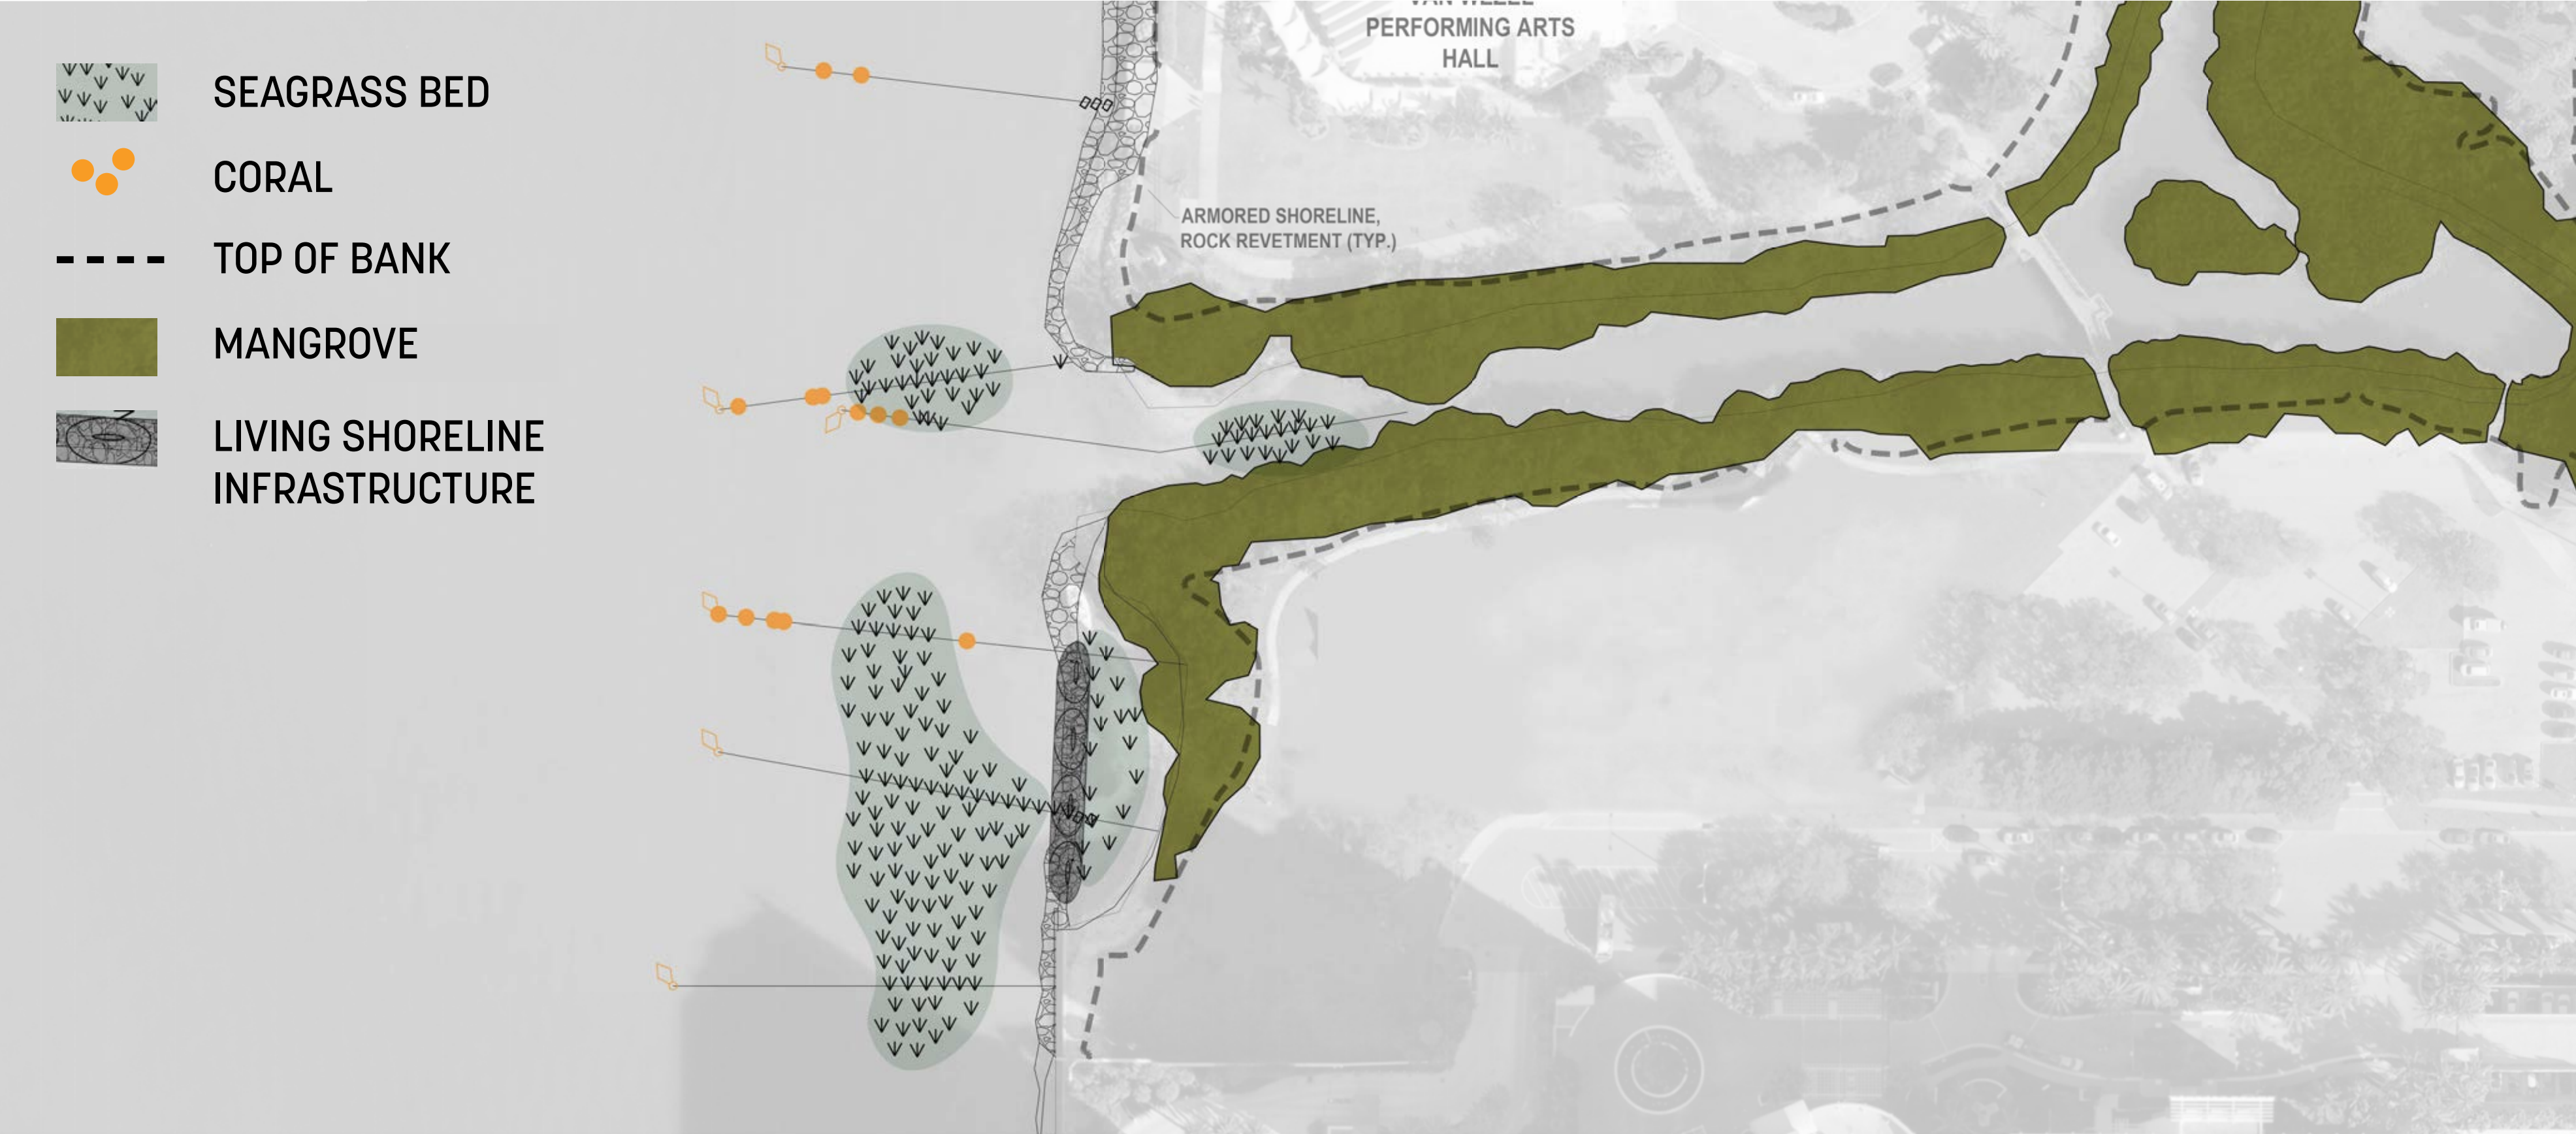 SEAGRASS BED
CORAL
TOP OF BANK
MANGROVE
LIVING SHORELINE
INFRASTRUCTURE
PERFORMING ARTS
HALL
ARMORED SHORELINE,
ROCK REVETMENT (TYP.)